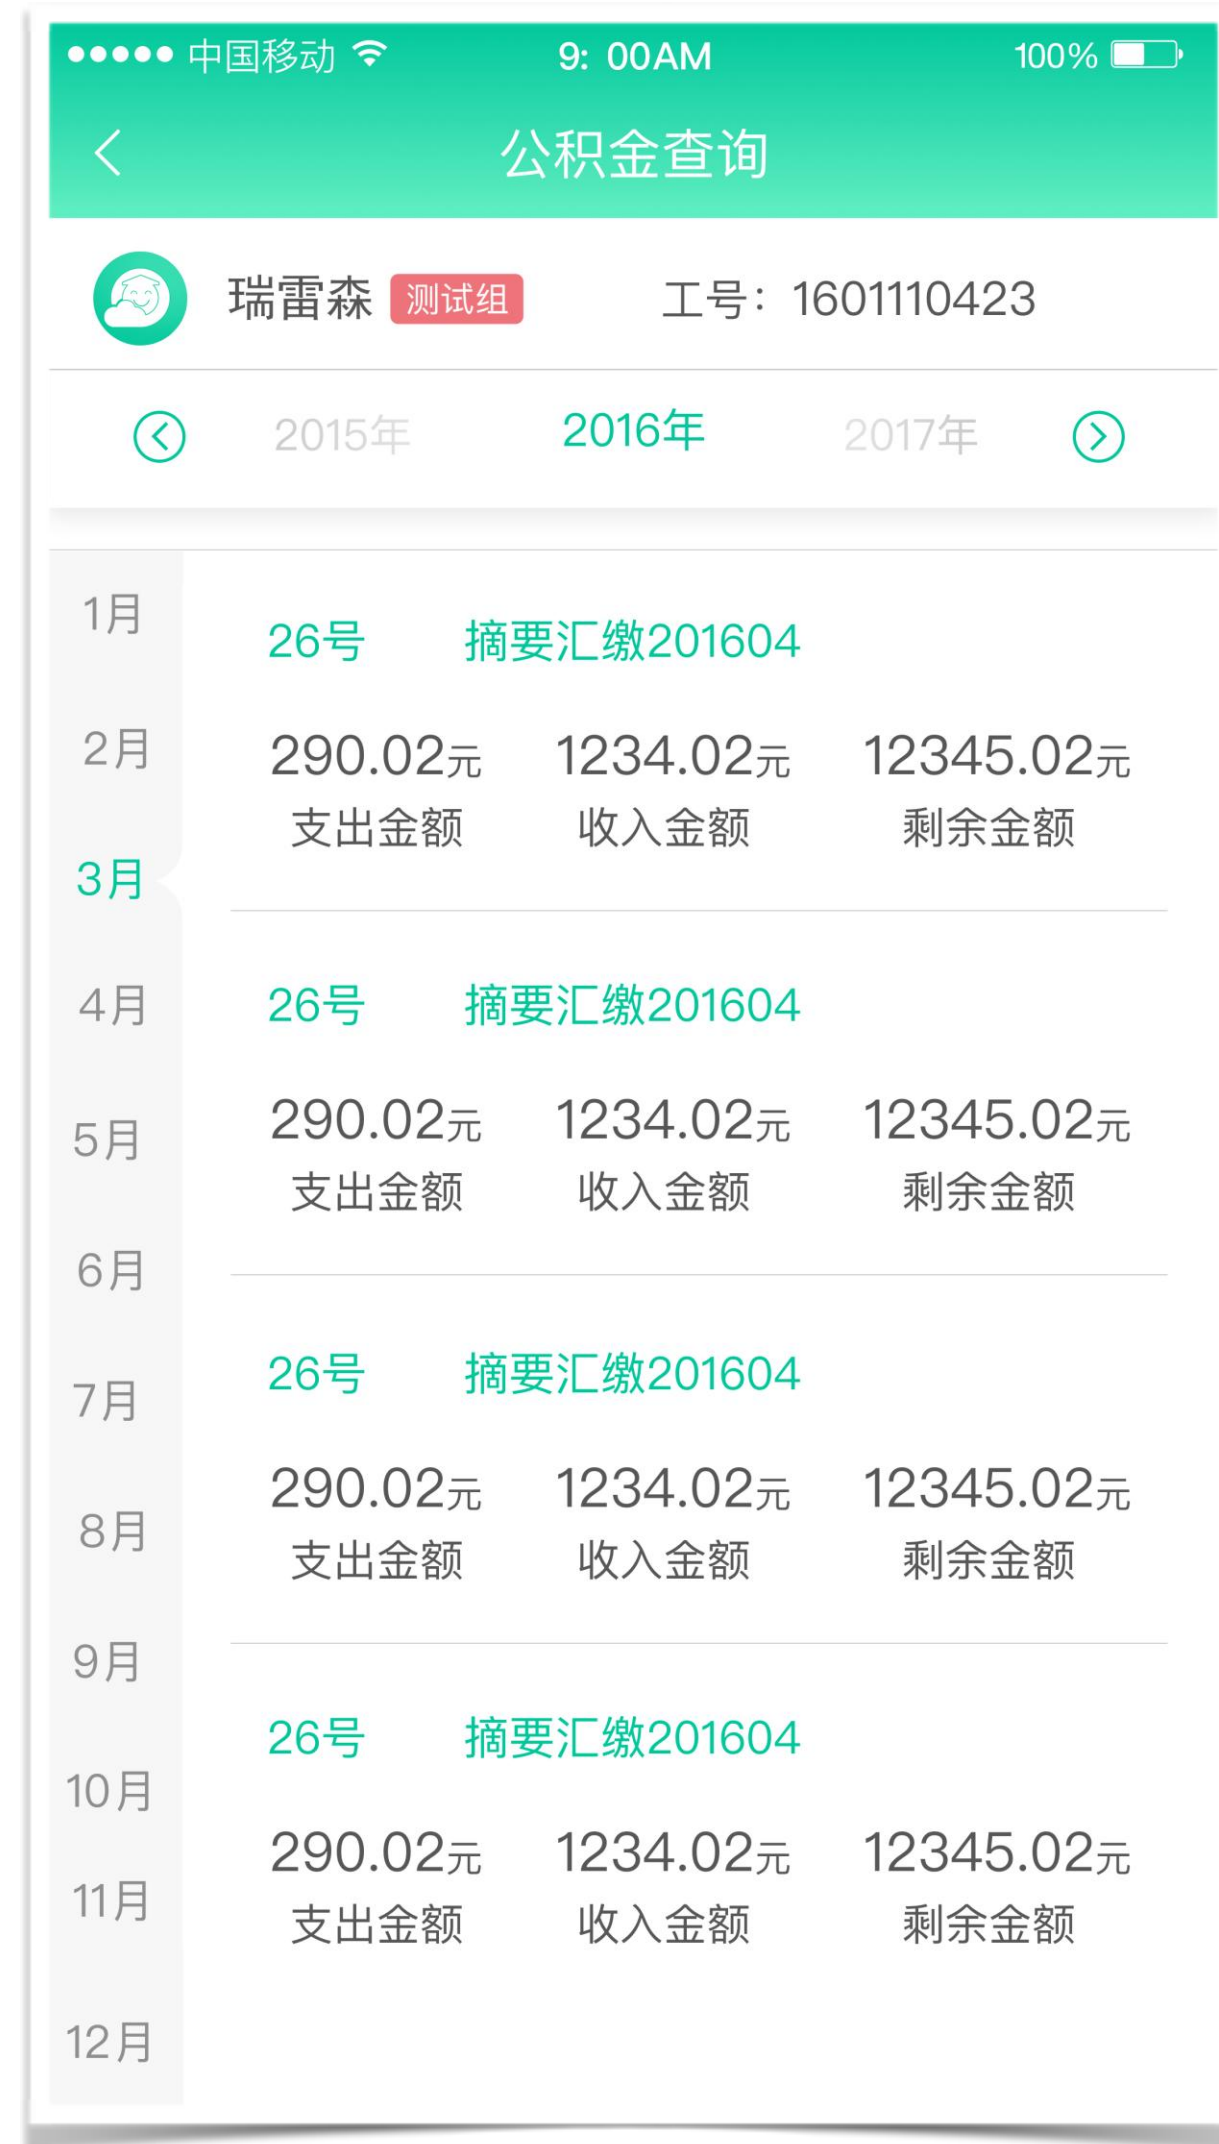 中国移动 9: 00AM 100%
公积金查询
瑞雷森 测试组 工号：1601110423
2015年 2016年 2017年
1月
2月
3月
4月
5月
6月
7月
8月
9月
10月
11月
12月
26号 摘要汇缴201604
290.02元 1234.02元 12345.02元
支出金额 收入金额 剩余金额
26号 摘要汇缴201604
290.02元 1234.02元 12345.02元
支出金额 收入金额 剩余金额
26号 摘要汇缴201604
290.02元 1234.02元 12345.02元
支出金额 收入金额 剩余金额
26号 摘要汇缴201604
290.02元 1234.02元 12345.02元
支出金额 收入金额 剩余金额